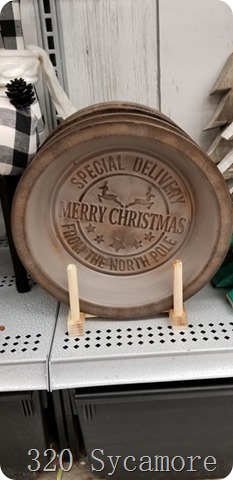 SPECIAL DELIVERY
MERRY CHRISTMAS
FROM THE NORTH POLE
320 Sycamore